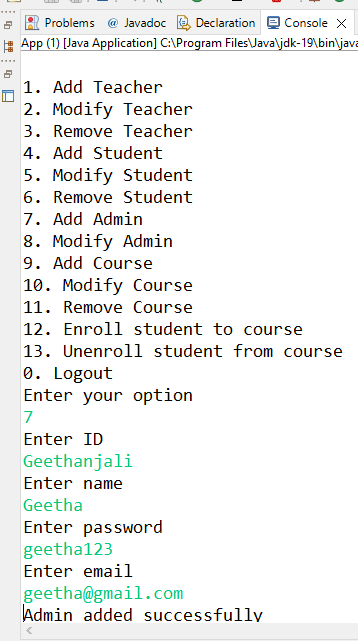 Problems @ Javadoc Declaration Console
App (1) [Java Application] C:\Program Files\Java\jdk-19\bin\java
1. Add Teacher
2. Modify Teacher
3. Remove Teacher
4. Add Student
5. Modify Student
6. Remove Student
7. Add Admin
8. Modify Admin
9. Add Course
10. Modify Course
11. Remove Course
12. Enroll student to course
13. Unenroll student from course
0. Logout
Enter your option
7
Enter ID
Geethanjali
Enter name
Geetha
Enter password
geetha123
Enter email
geetha@gmail.com
Admin added successfully